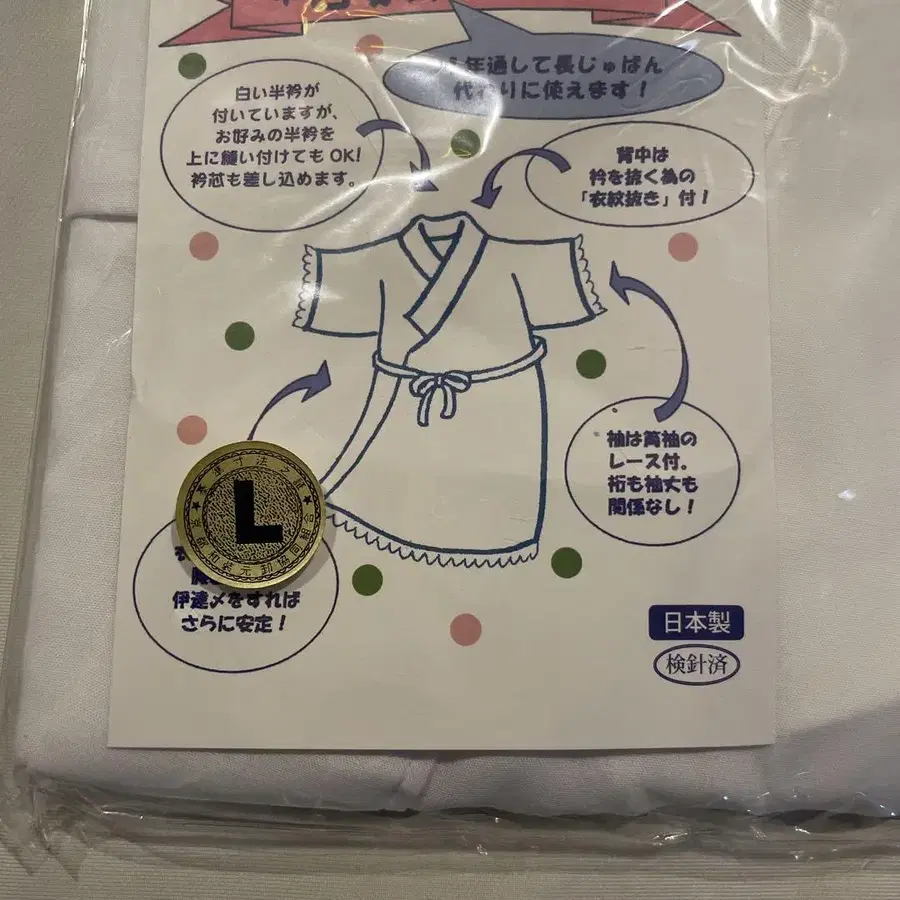 年通して長じゅばん
代わりに使えます！
白い半衿が
付いていますが、
お好みの半衿を
上に縫い付けてもOK!
衿芯も差し込めます。
背中は
衿を抜く為の
「衣紋抜き」付！
袖は筒袖の
レース付。
裄も袖丈も
関係なし！
L
伊達〆をすれば
さらに安定！
日本製
検針済